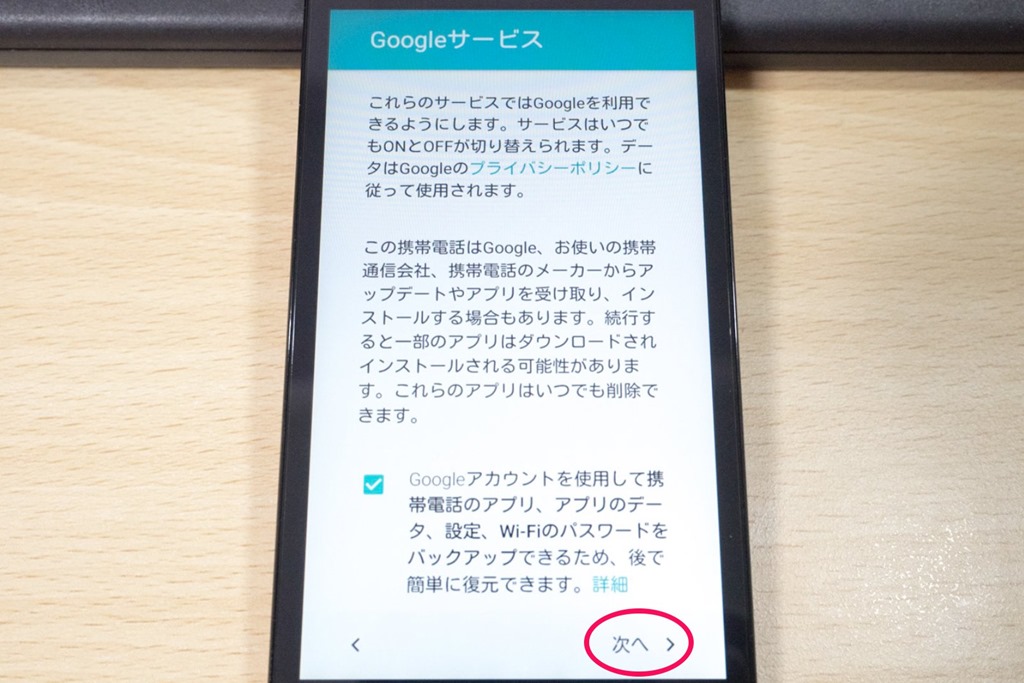 Googleサービス
これらのサービスではGoogleを利用で
きるようにします。サービスはいつで
もONとOFFが切り替えられます。デー
タはGoogleのプライバシーポリシーに
従って使用されます。
この携帯電話はGoogle、お使いの携帯
通信会社、携帯電話のメーカーからア
ップデートやアプリを受け取り、イン
ストールする場合もあります。続行す
ると一部のアプリはダウンロードされ
インストールされる可能性がありま
す。これらのアプリはいつでも削除で
きます。
Googleアカウントを使用して携
帯電話のアプリ、アプリのデー
タ、設定、Wi-Fiのパスワードを
バックアップできるため、後で
簡単に復元できます。詳細
次へ